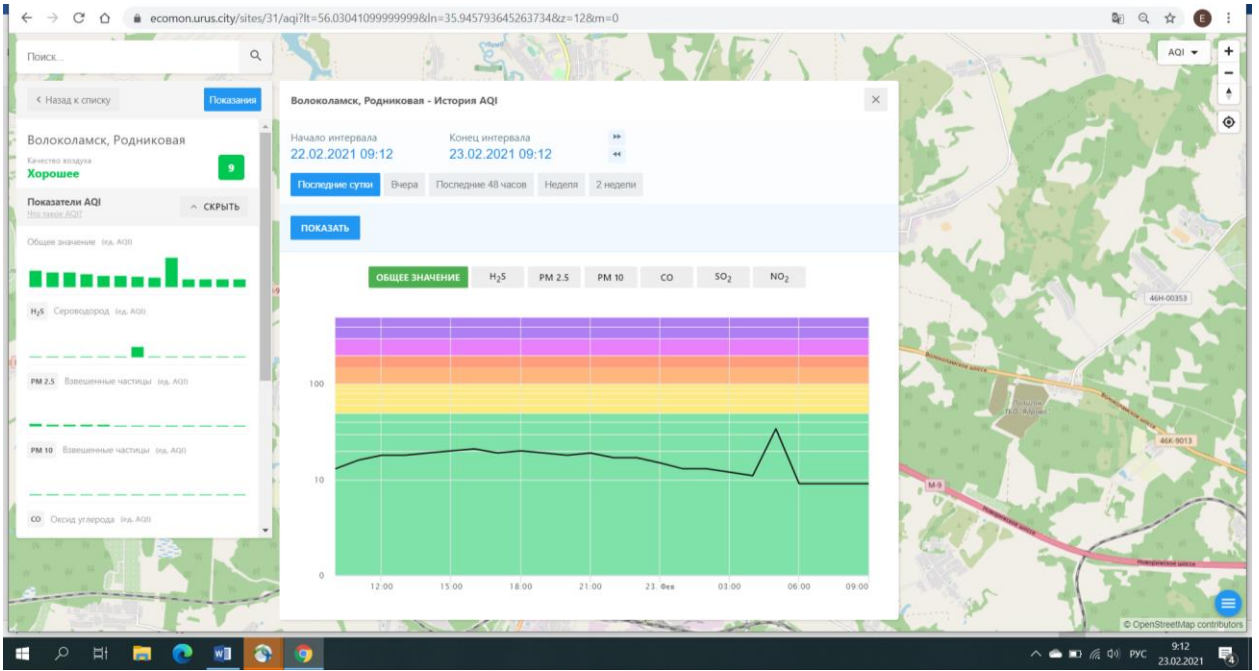 ecomon.urus.city/sites/31/aqi?lt=56.03041099999999&ln=35.945793645263734&z=12&m=0
E
Поиск...
AQI
+
−
< Назад к списку
Показания
Волоколамск, Родниковая
Качество воздуха
Хорошее
9
Показатели AQI
Что такое AQI?
СКРЫТЬ
Общее значение (ед. AQI)
H₂S Сероводород (ед. AQI)
PM 2.5 Взвешенные частицы (ед. AQI)
PM 10 Взвешенные частицы (ед. AQI)
CO Оксид углерода (ед. AQI)
Волоколамск, Родниковая - История AQI
×
Начало интервала
Конец интервала
22.02.2021 09:12
23.02.2021 09:12
Последние сутки
Вчера
Последние 48 часов
Неделя
2 недели
ПОКАЗАТЬ
ОБЩЕЕ ЗНАЧЕНИЕ
H₂S
PM 2.5
PM 10
CO
SO₂
NO₂
100
10
0
12:00
15:00
18:00
21:00
23. Фев
03:00
06:00
09:00
46Н-00353
Волоколамское шоссе
46К-9013
М-9
Новорижское шоссе
© OpenStreetMap contributors
РУС
9:12
23.02.2021
4